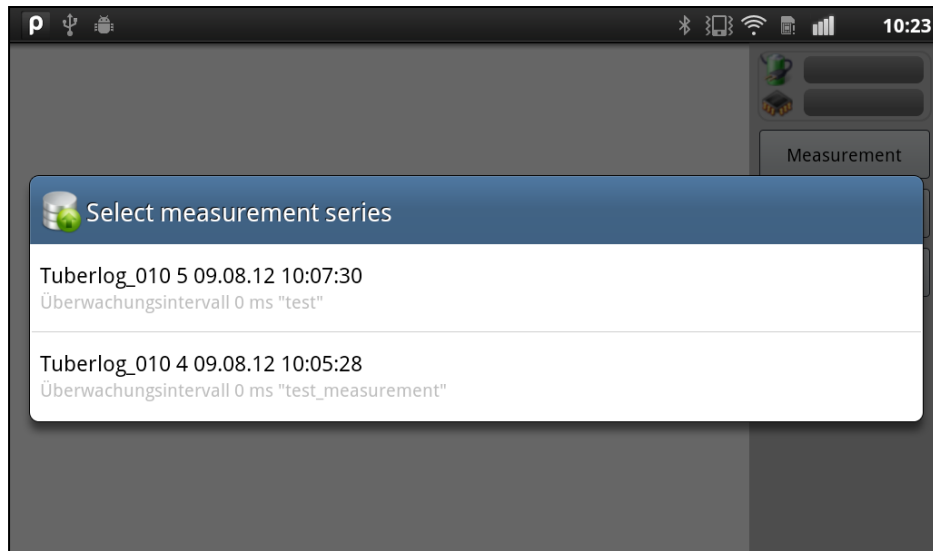 10:23
Measurement
Select measurement series
Tuberlog_010 5 09.08.12 10:07:30
Überwachungsintervall 0 ms "test"
Tuberlog_010 4 09.08.12 10:05:28
Überwachungsintervall 0 ms "test_measurement"